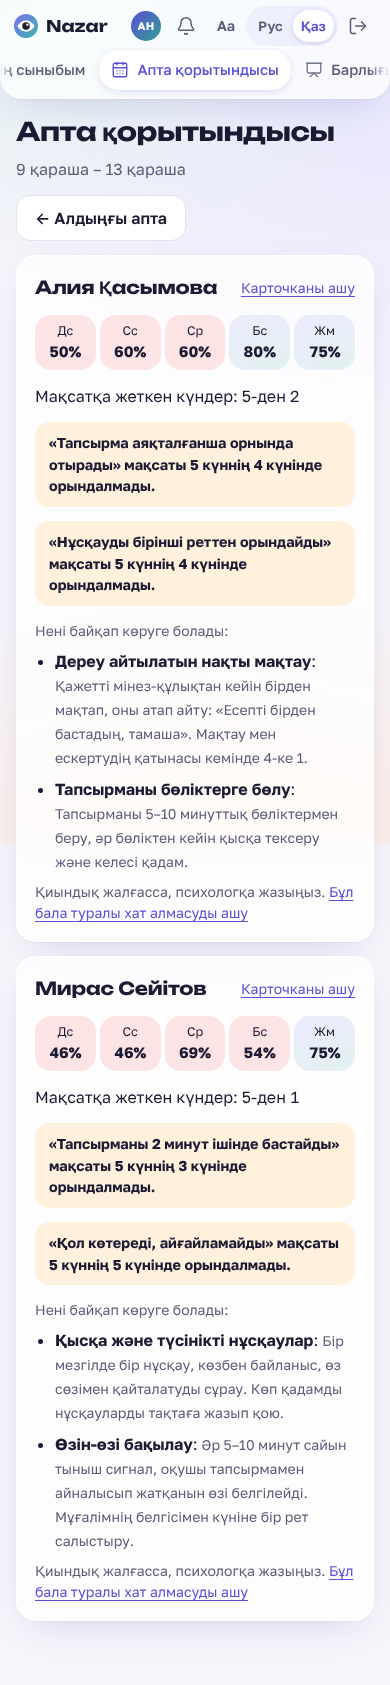 Nazar
АН
Аа
Рус
Қаз
ің сыныбым
Апта қорытындысы
Барлығы
Апта қорытындысы
9 қараша – 13 қараша
← Алдыңғы апта
Алия Қасымова
Карточканы ашу
Дс Сс Ср Бс Жм
50% 60% 60% 80% 75%
Мақсатқа жеткен күндер: 5-ден 2
«Тапсырма аяқталғанша орнында
отырады» мақсаты 5 күннің 4 күнінде
орындалмады.
«Нұсқауды бірінші реттен орындайды»
мақсаты 5 күннің 4 күнінде
орындалмады.
Нені байқап көруге болады:
• Дереу айтылатын нақты мақтау:
Қажетті мінез-құлықтан кейін бірден
мақтап, оны атап айту: «Есепті бірден
бастадың, тамаша». Мақтау мен
ескертудің қатынасы кемінде 4-ке 1.
• Тапсырманы бөліктерге бөлу:
Тапсырманы 5–10 минуттық бөліктермен
беру, әр бөліктен кейін қысқа тексеру
және келесі қадам.
Қиындық жалғасса, психологқа жазыңыз. Бұл
бала туралы хат алмасуды ашу
Мирас Сейітов
Карточканы ашу
Дс Сс Ср Бс Жм
46% 46% 69% 54% 75%
Мақсатқа жеткен күндер: 5-ден 1
«Тапсырманы 2 минут ішінде бастайды»
мақсаты 5 күннің 3 күнінде
орындалмады.
«Қол көтереді, айғайламайды» мақсаты
5 күннің 5 күнінде орындалмады.
Нені байқап көруге болады:
• Қысқа және түсінікті нұсқаулар: Бір
мезгілде бір нұсқау, көзбен байланыс, өз
сөзімен қайталатуды сұрау. Көп қадамды
нұсқауларды тақтаға жазып қою.
• Өзін-өзі бақылау: Әр 5–10 минут сайын
тыныш сигнал, оқушы тапсырмамен
айналысып жатқанын өзі белгілейді.
Мұғалімнің белгісімен күніне бір рет
салыстыру.
Қиындық жалғасса, психологқа жазыңыз. Бұл
бала туралы хат алмасуды ашу